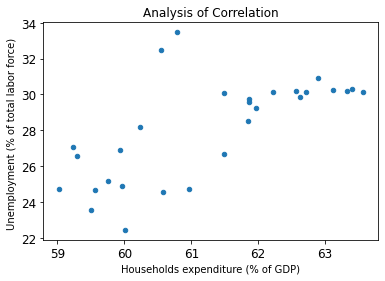 Analysis of Correlation
Unemployment (% of total labor force)
34
32
30
28
26
24
22
59 60 61 62 63
Households expenditure (% of GDP)